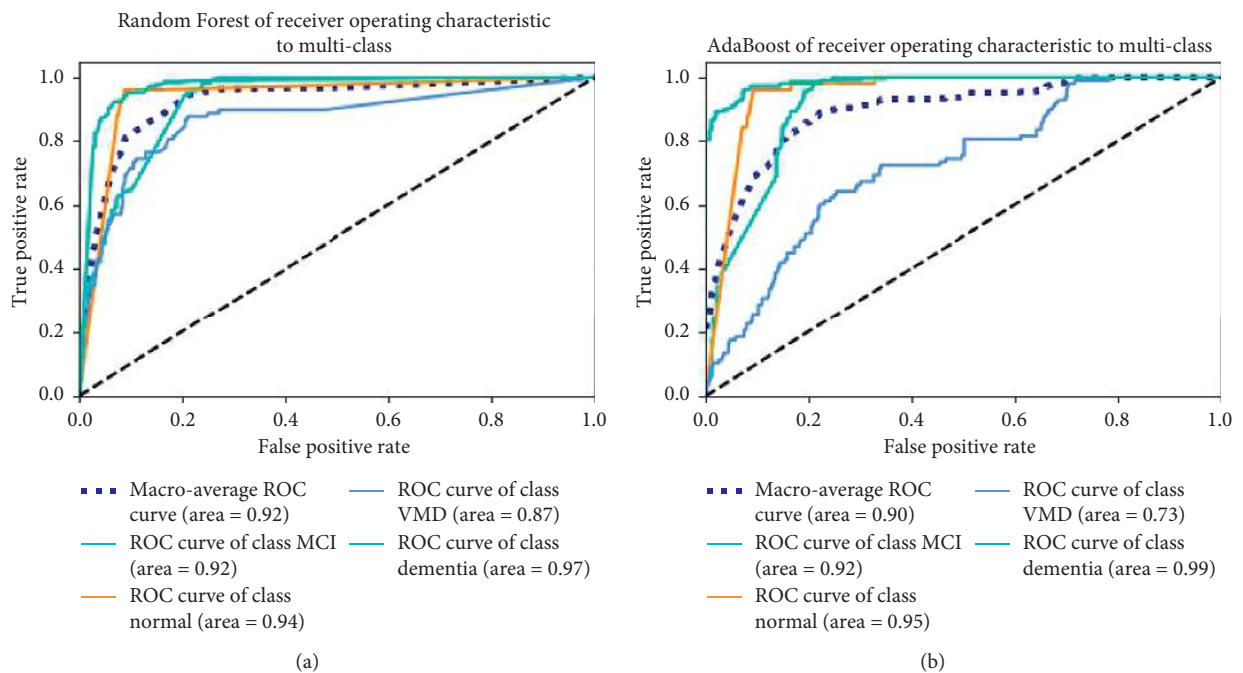 Random Forest of receiver operating characteristic
to multi-class
1.0
0.8
0.6
0.4
0.2
0.0
True positive rate
0.0
0.2
0.4
0.6
0.8
1.0
False positive rate
Macro-average ROC
curve (area = 0.92)
ROC curve of class MCI
(area = 0.92)
ROC curve of class
normal (area = 0.94)
ROC curve of class
VMD (area = 0.87)
ROC curve of class
dementia (area = 0.97)
(a)
AdaBoost of receiver operating characteristic to multi-class
1.0
0.8
0.6
0.4
0.2
0.0
True positive rate
0.0
0.2
0.4
0.6
0.8
1.0
False positive rate
Macro-average ROC
curve (area = 0.90)
ROC curve of class MCI
(area = 0.92)
ROC curve of class
normal (area = 0.95)
ROC curve of class
VMD (area = 0.73)
ROC curve of class
dementia (area = 0.99)
(b)